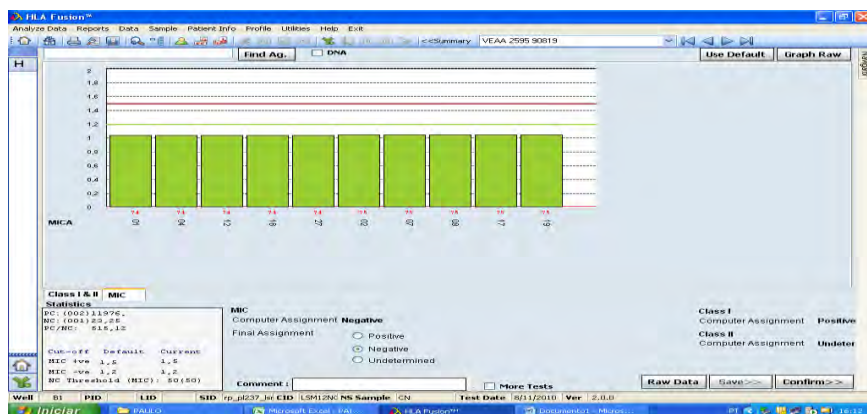 HLA Fusion™
Analyze Data Reports Data Sample Patient Info Profile Utilities Help Exit
<<Summary VEAA 2595 90819
Find Ag. DNA Use Default Graph Raw
H
2
1.8
1.6
1.4
1.2
1
0.8
0.6
0.4
0.2
0
MICA
Class I & II MIC
Statistics
PC: (002)11976,
NC: (001)23,25
PC/NC: 515,12
Cut-off Default Current
MIC +ve 1,5 1,5
MIC -ve 1,2 1,2
NC Threshold (MIC): 50(50)
MIC
Computer Assignment Negative
Final Assignment
Positive
Negative
Undetermined
Comment :
More Tests
Class I
Computer Assignment Positive
Class II
Computer Assignment Undeter
Raw Data Save>> Confirm>>
Well B1 PID LID SID CID LSM12NC NS Sample CN Test Date 8/11/2010 Ver 2.0.0
Iniciar PAULO Microsoft Excel HLA Fusion™ Documento1 - Micros... PT 16:12